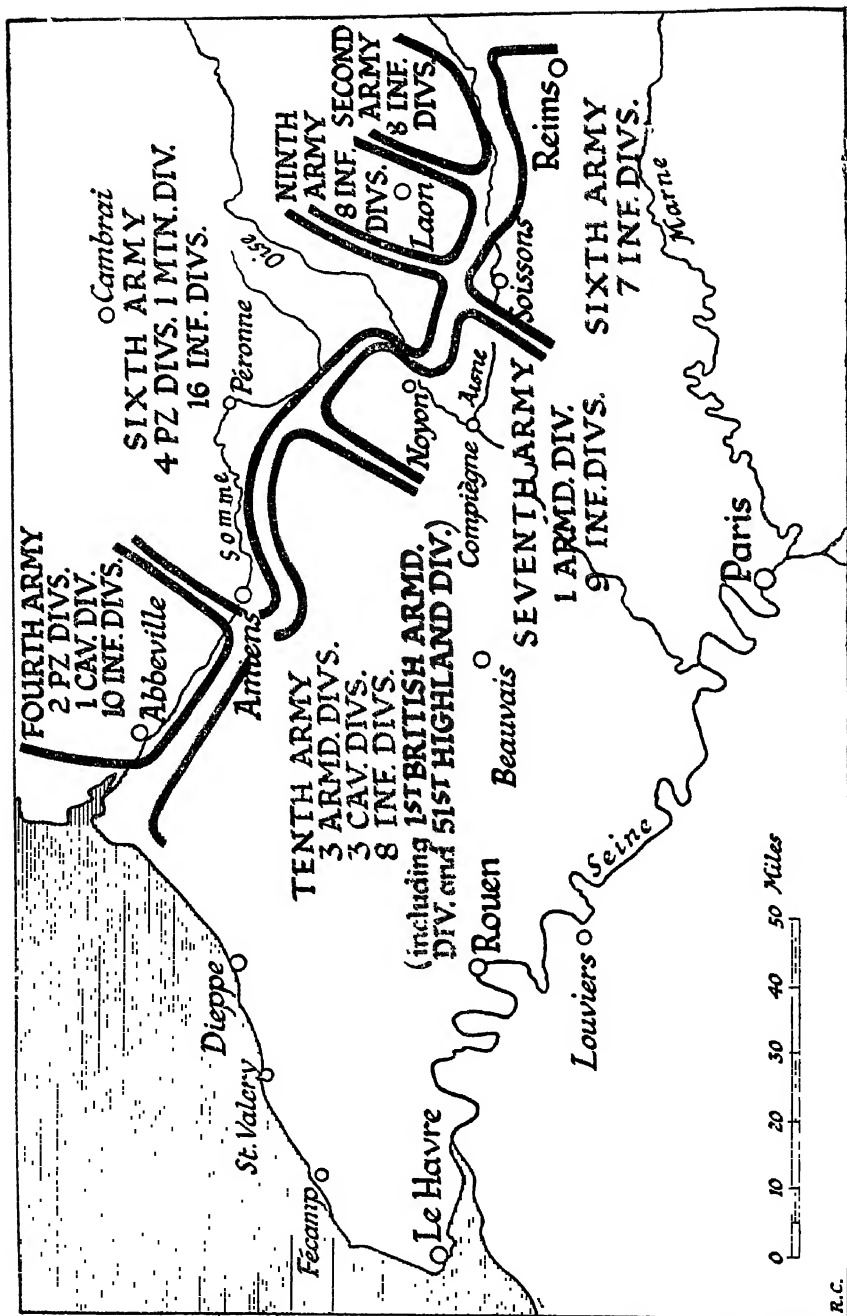 FOURTH ARMY
2 PZ DIVS.
1 CAV. DIV.
10 INF. DIVS.
Abbeville
Somme
Amiens
Péronne
Cambrai
SIXTH ARMY
4 PZ DIVS. 1 MTN. DIV.
16 INF. DIVS.
Oise
NINTH
ARMY
8 INF.
DIVS.
Laon
SECOND
ARMY
8 INF.
DIVS.
Reims
Soissons
Noyon
Aisne
Compiègne
SIXTH ARMY
7 INF. DIVS.
Marne
SEVENTH ARMY
1 ARMD. DIV.
9 INF. DIVS.
TENTH ARMY
3 ARMD. DIVS.
3 CAV. DIVS.
8 INF. DIVS.
(including 1ST BRITISH ARMD.
DIV. and 51ST HIGHLAND DIV.)
Beauvais
Paris
Dieppe
St. Valery
Fécamp
Le Havre
Rouen
Louviers
Seine
0 10 20 30 40 50 Miles
R.C.